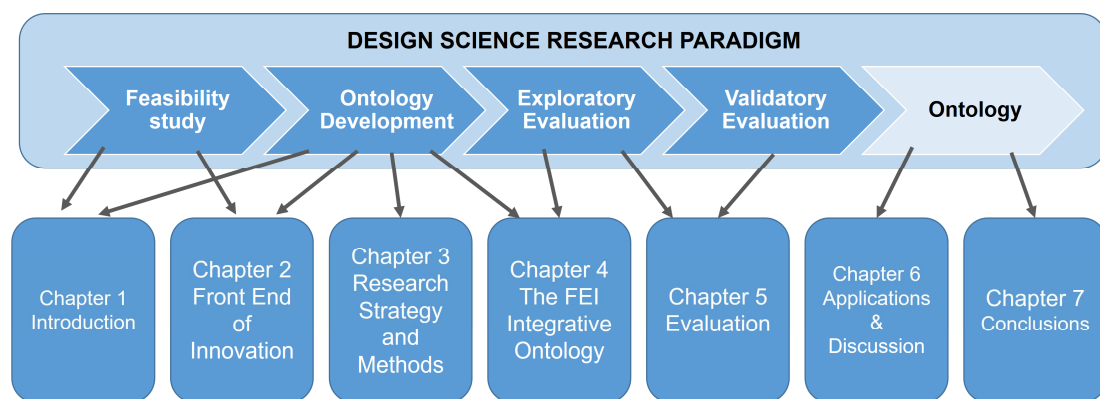 DESIGN SCIENCE RESEARCH PARADIGM
Feasibility
study
Ontology
Development
Exploratory
Evaluation
Validatory
Evaluation
Ontology
Chapter 1
Introduction
Chapter 2
Front End
of
Innovation
Chapter 3
Research
Strategy
and
Methods
Chapter 4
The FEI
Integrative
Ontology
Chapter 5
Evaluation
Chapter 6
Applications
&
Discussion
Chapter 7
Conclusions